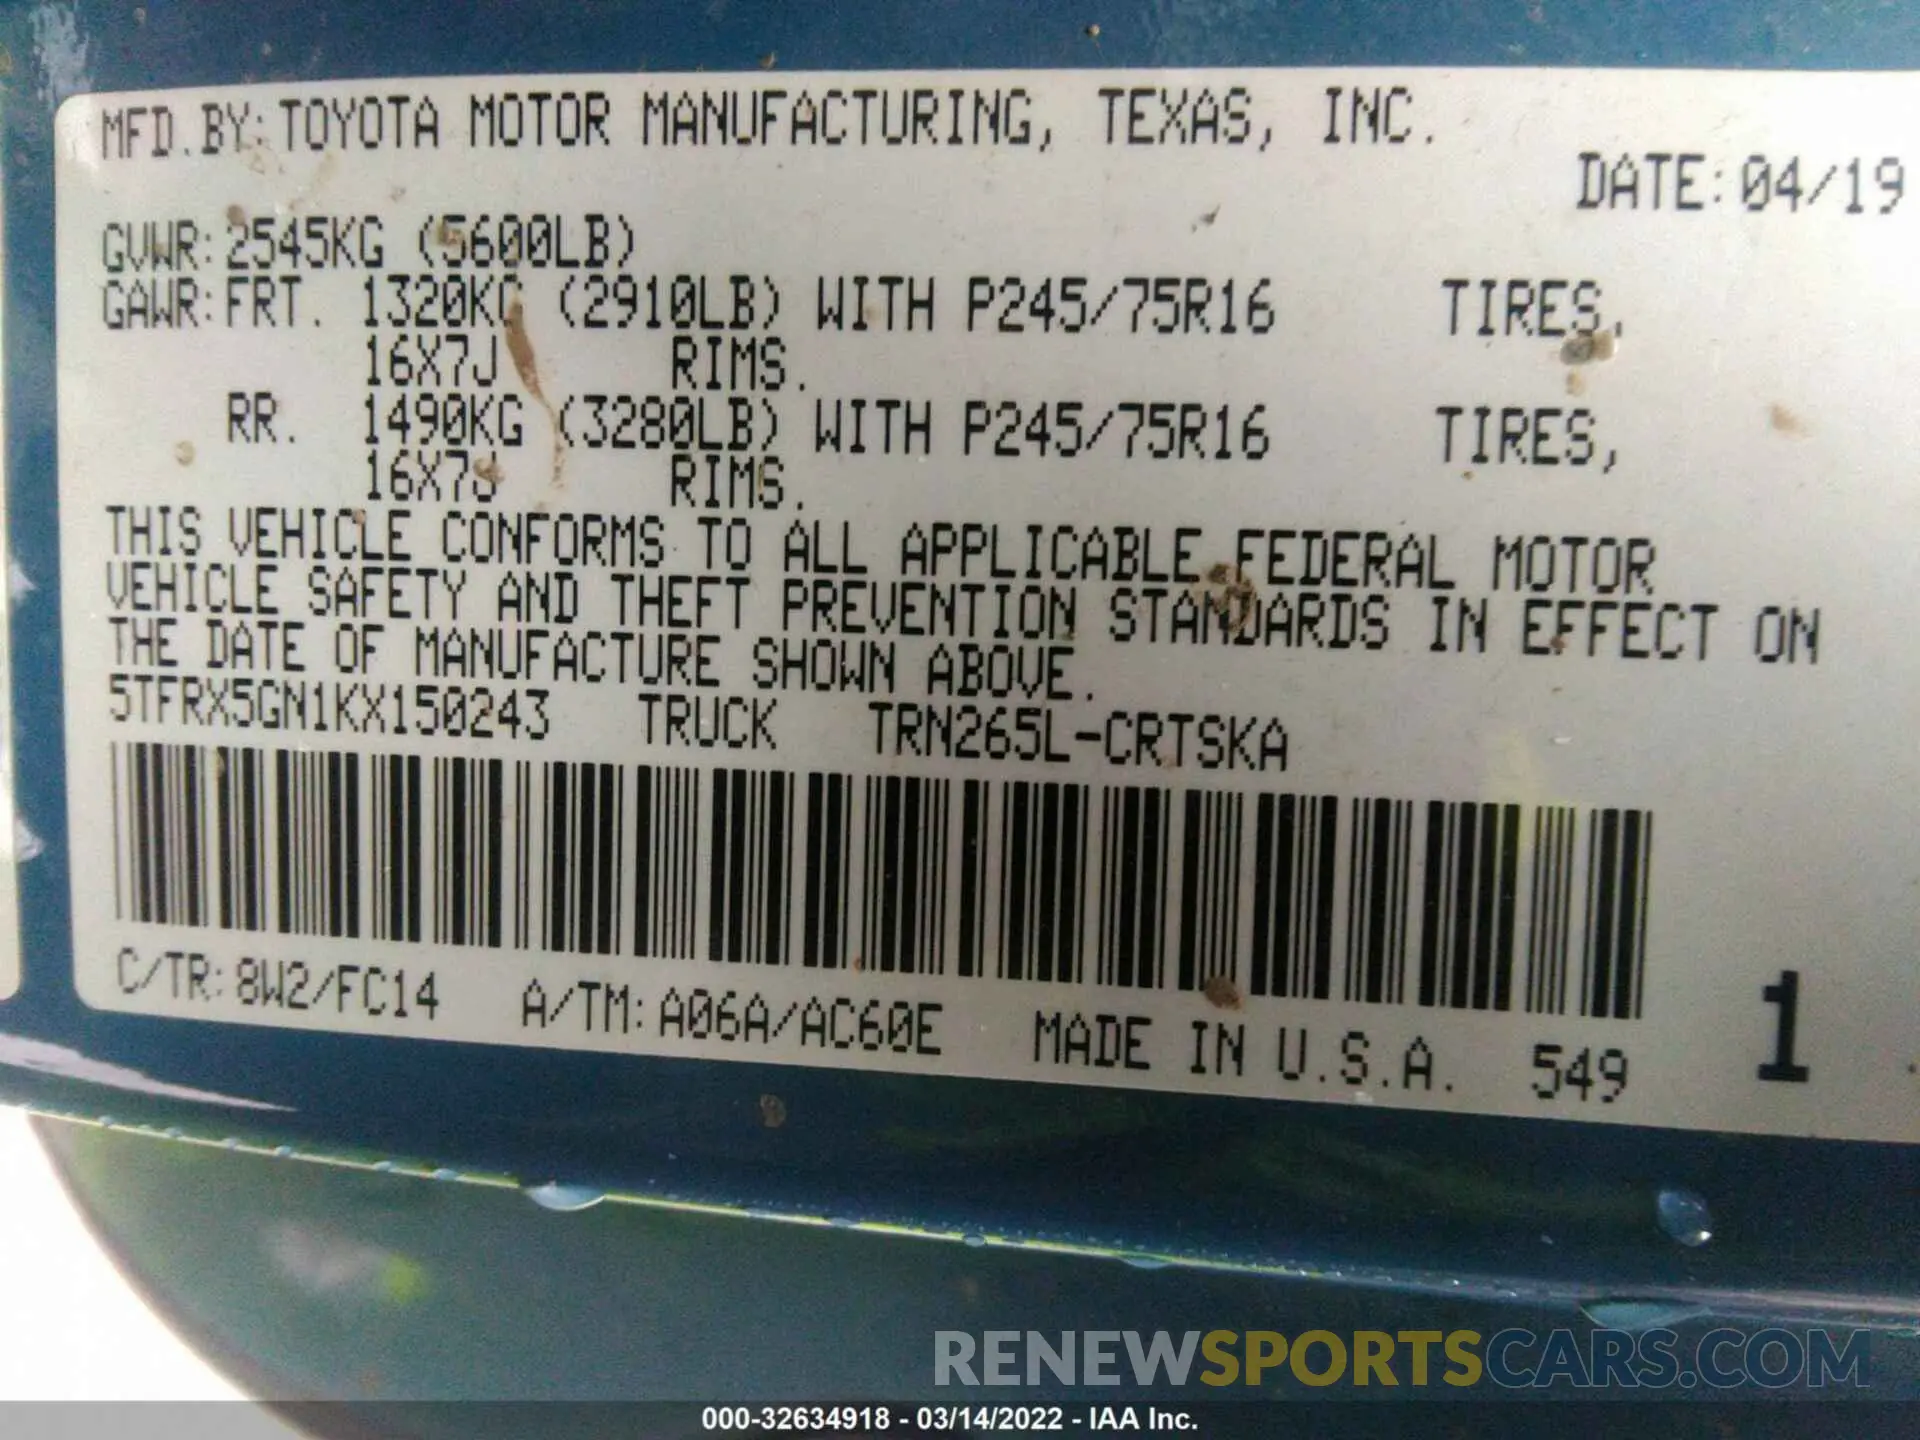 MFD.BY:TOYOTA MOTOR MANUFACTURING, TEXAS, INC.
DATE:04/19
GVWR:2545KG (5600LB)
GAWR:FRT. 1320KG (2910LB) WITH P245/75R16 TIRES,
16X7J RIMS.
RR. 1490KG (3280LB) WITH P245/75R16 TIRES,
16X7J RIMS.
THIS VEHICLE CONFORMS TO ALL APPLICABLE FEDERAL MOTOR
VEHICLE SAFETY AND THEFT PREVENTION STANDARDS IN EFFECT ON
THE DATE OF MANUFACTURE SHOWN ABOVE.
5TFRX5GN1KX150243 TRUCK TRN265L-CRTSKA
C/TR:8W2/FC14 A/TM:A06A/AC60E MADE IN U.S.A. 549 1
RENEWSPORTSCARS.COM
000-32634918 - 03/14/2022 - IAA Inc.